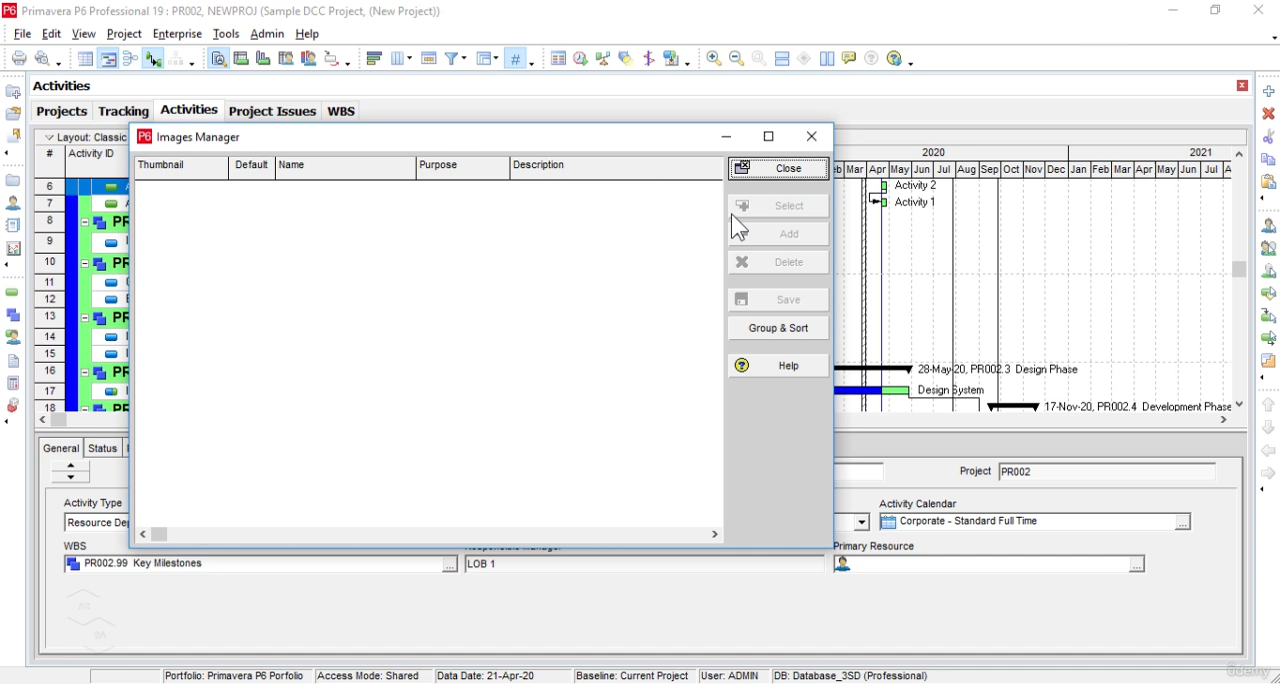 P6 Primavera P6 Professional 19 : PR002, NEWPROJ (Sample DCC Project, (New Project))
File Edit View Project Enterprise Tools Admin Help
Activities
Projects Tracking Activities Project Issues WBS
Layout: Classic
# Activity ID
P6 Images Manager
Thumbnail Default Name Purpose Description
Close
Select
Add
Delete
Save
Group & Sort
Help
2020 2021
Mar Apr May Jun Jul Aug Sep Oct Nov Dec Jan Feb Mar Apr May Jun Jul
6
7
8
9
10
11
12
13
14
15
16
17
18
Activity 2
Activity 1
28-May-20, PR002.3 Design Phase
Design System
17-Nov-20, PR002.4 Development Phase
General Status
Project PR002
Activity Type
Activity Calendar
Corporate - Standard Full Time
WBS
Primary Resource
PR002.99 Key Milestones
LOB 1
Portfolio: Primavera P6 Porfolio Access Mode: Shared Data Date: 21-Apr-20 Baseline: Current Project User: ADMIN DB: Database_3SD (Professional)
udemy